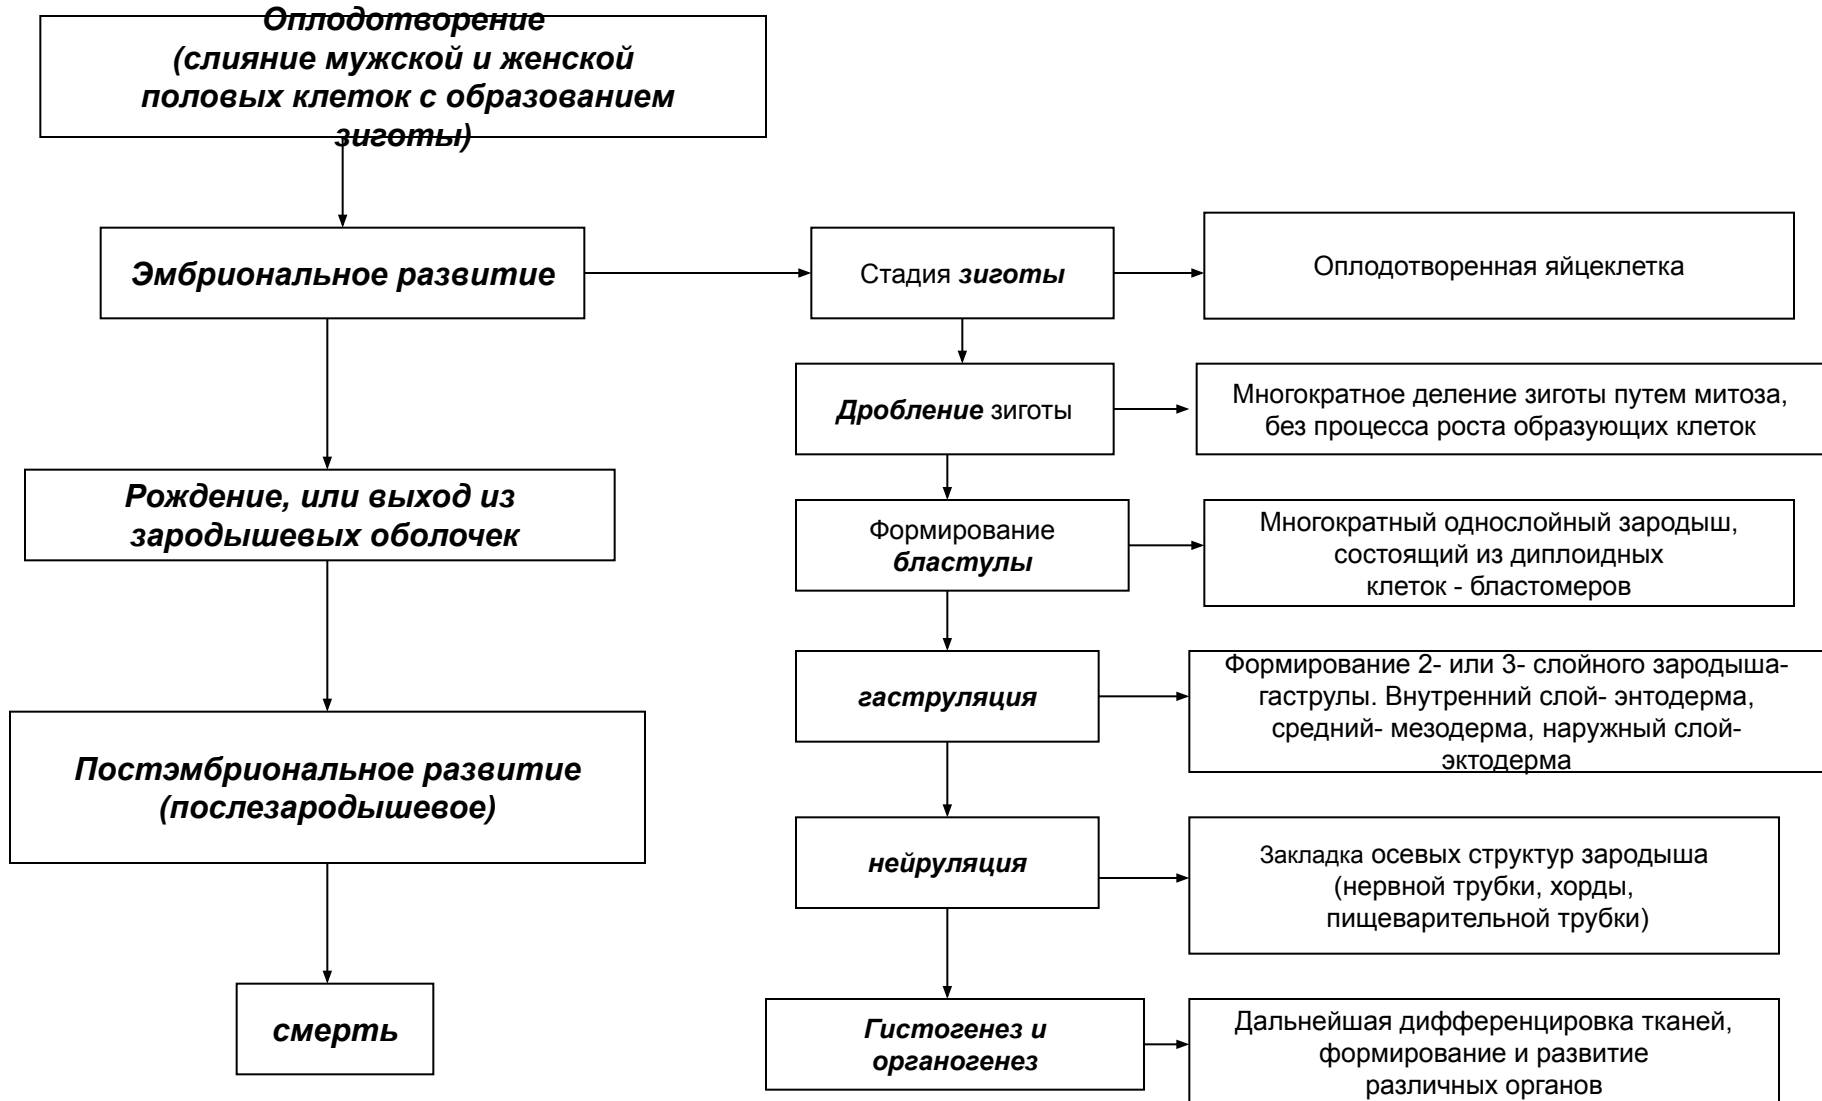 Оплодотворение
(слияние мужской и женской
половых клеток с образованием
зиготы)
Эмбриональное развитие
Стадия зиготы
Оплодотворенная яйцеклетка
Дробление зиготы
Многократное деление зиготы путем митоза,
без процесса роста образующих клеток
Рождение, или выход из
зародышевых оболочек
Формирование
бластулы
Многократный однослойный зародыш,
состоящий из диплоидных
клеток - бластомеров
гаструляция
Формирование 2- или 3- слойного зародыша-
гаструлы. Внутренний слой- энтодерма,
средний- мезодерма, наружный слой-
эктодерма
Постэмбриональное развитие
(послезародышевое)
нейруляция
Закладка осевых структур зародыша
(нервной трубки, хорды,
пищеварительной трубки)
смерть
Гистогенез и
органогенез
Дальнейшая дифференцировка тканей,
формирование и развитие
различных органов